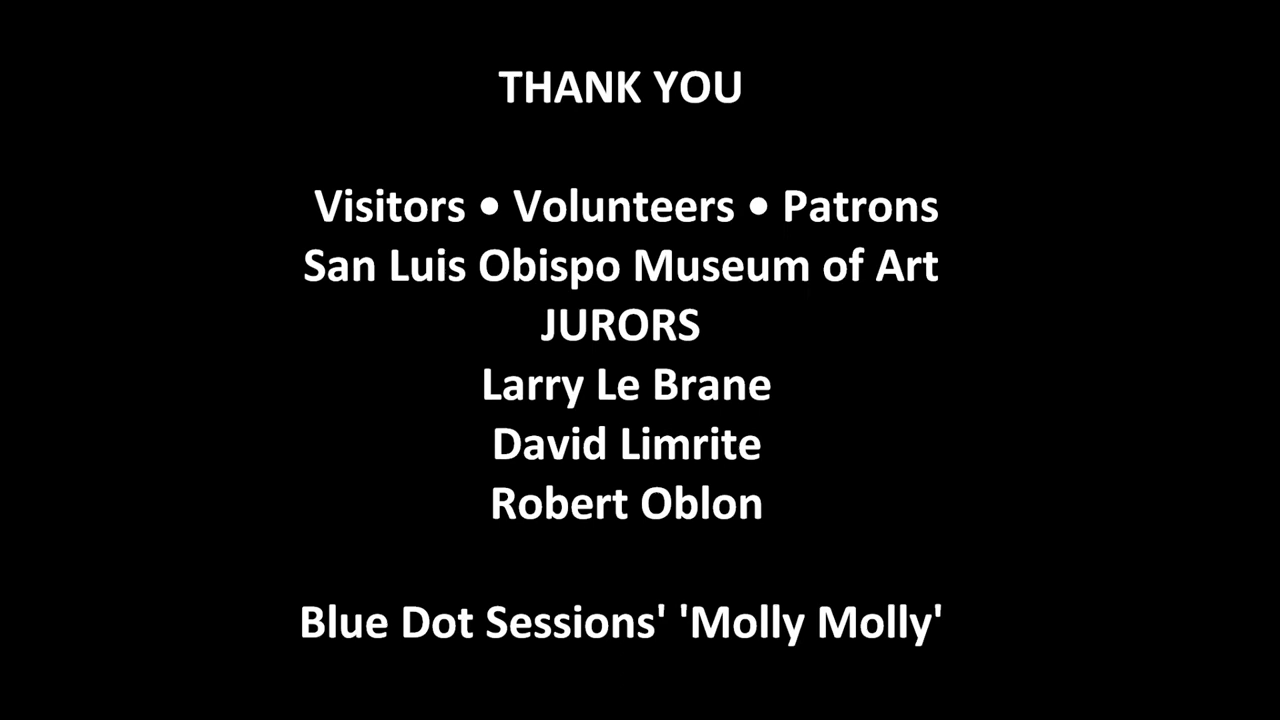 THANK YOU
Visitors • Volunteers • Patrons
San Luis Obispo Museum of Art
JURORS
Larry Le Brane
David Limrite
Robert Oblon
Blue Dot Sessions' 'Molly Molly'